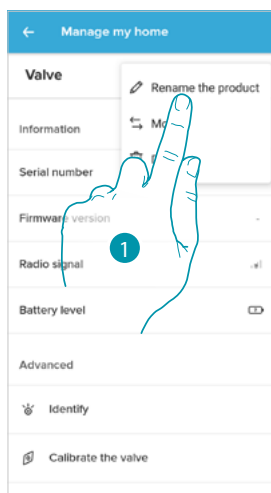 Manage my home
Valve
Rename the product
Mo
Information
Serial number
Firmware version
-
Radio signal
1
Battery level
Advanced
Identify
Calibrate the valve